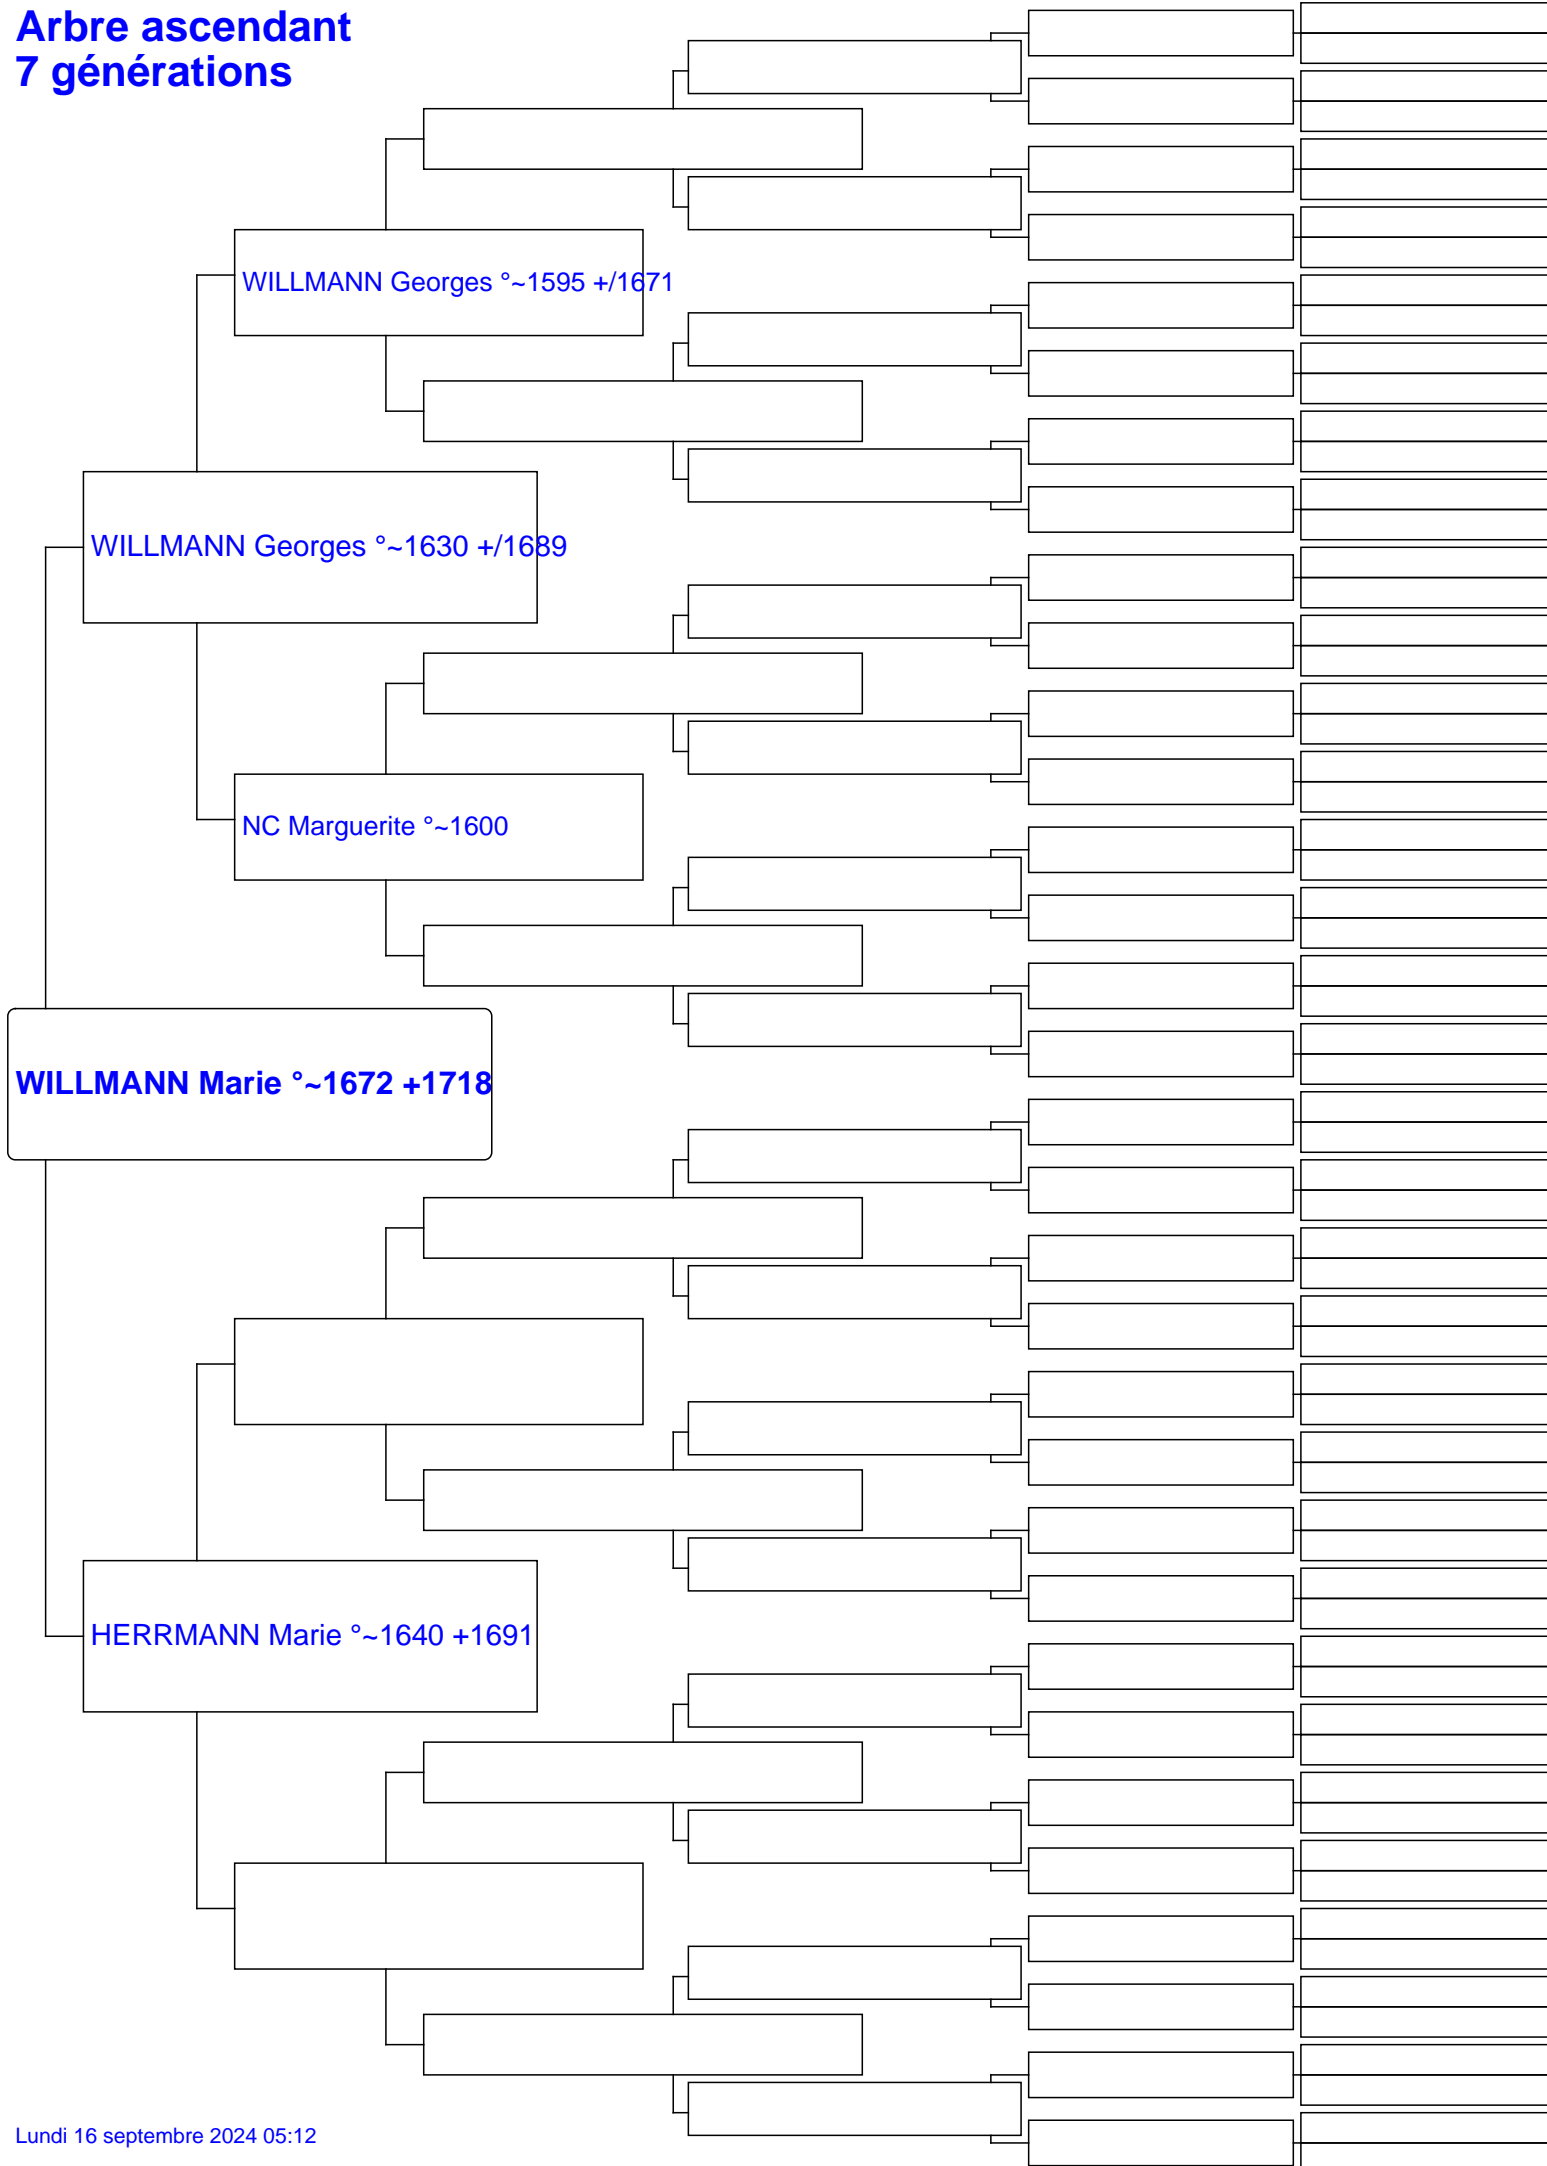 Arbre ascendant
7 générations
WILLMANN Georges °~1595 +/1671
WILLMANN Georges °~1630 +/1689
NC Marguerite °~1600
WILLMANN Marie °~1672 +1718
HERRMANN Marie °~1640 +1691
Lundi 16 septembre 2024 05:12